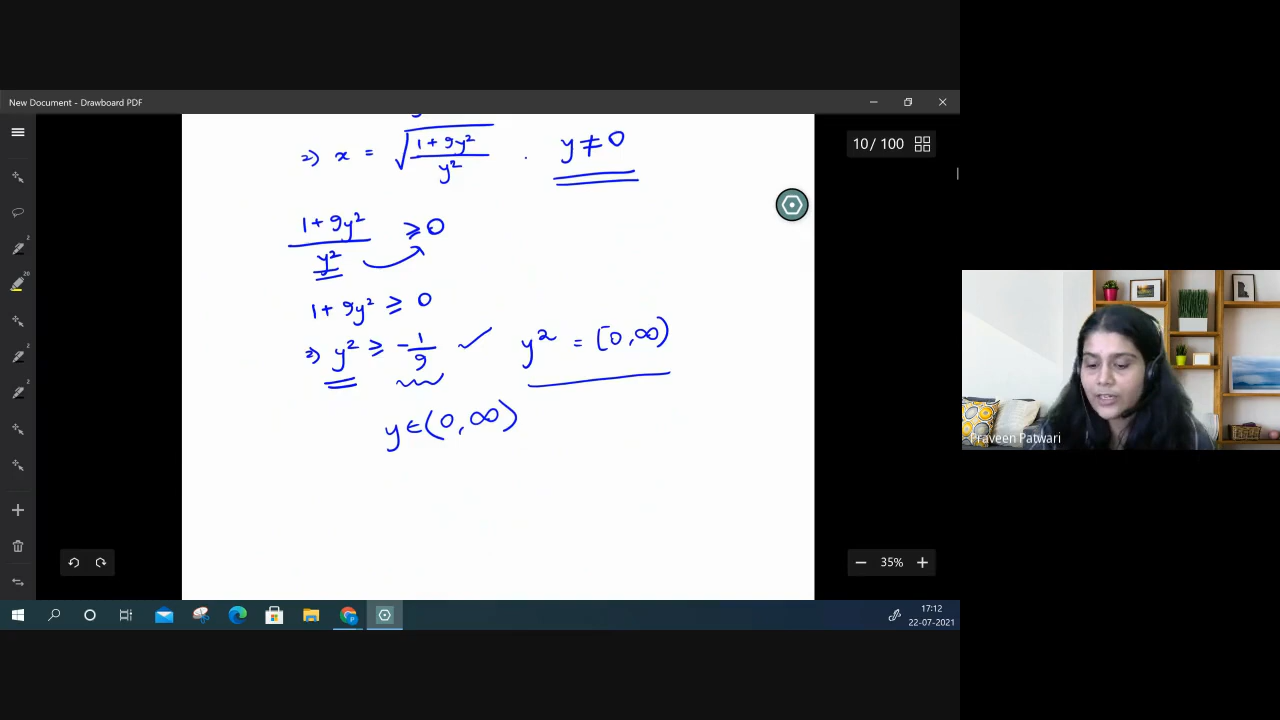 New Document - Drawboard PDF
⇒) x = √((1+9y²)/y²) . y ≠ 0
10 / 100
(1+9y²)/y² ≥ 0
1+9y² ≥ 0
⇒) y² ≥ -1/9 ✓ y² = [0,∞)
y ∈ (0,∞)
Praveen Patwari
35%
17:12
22-07-2021